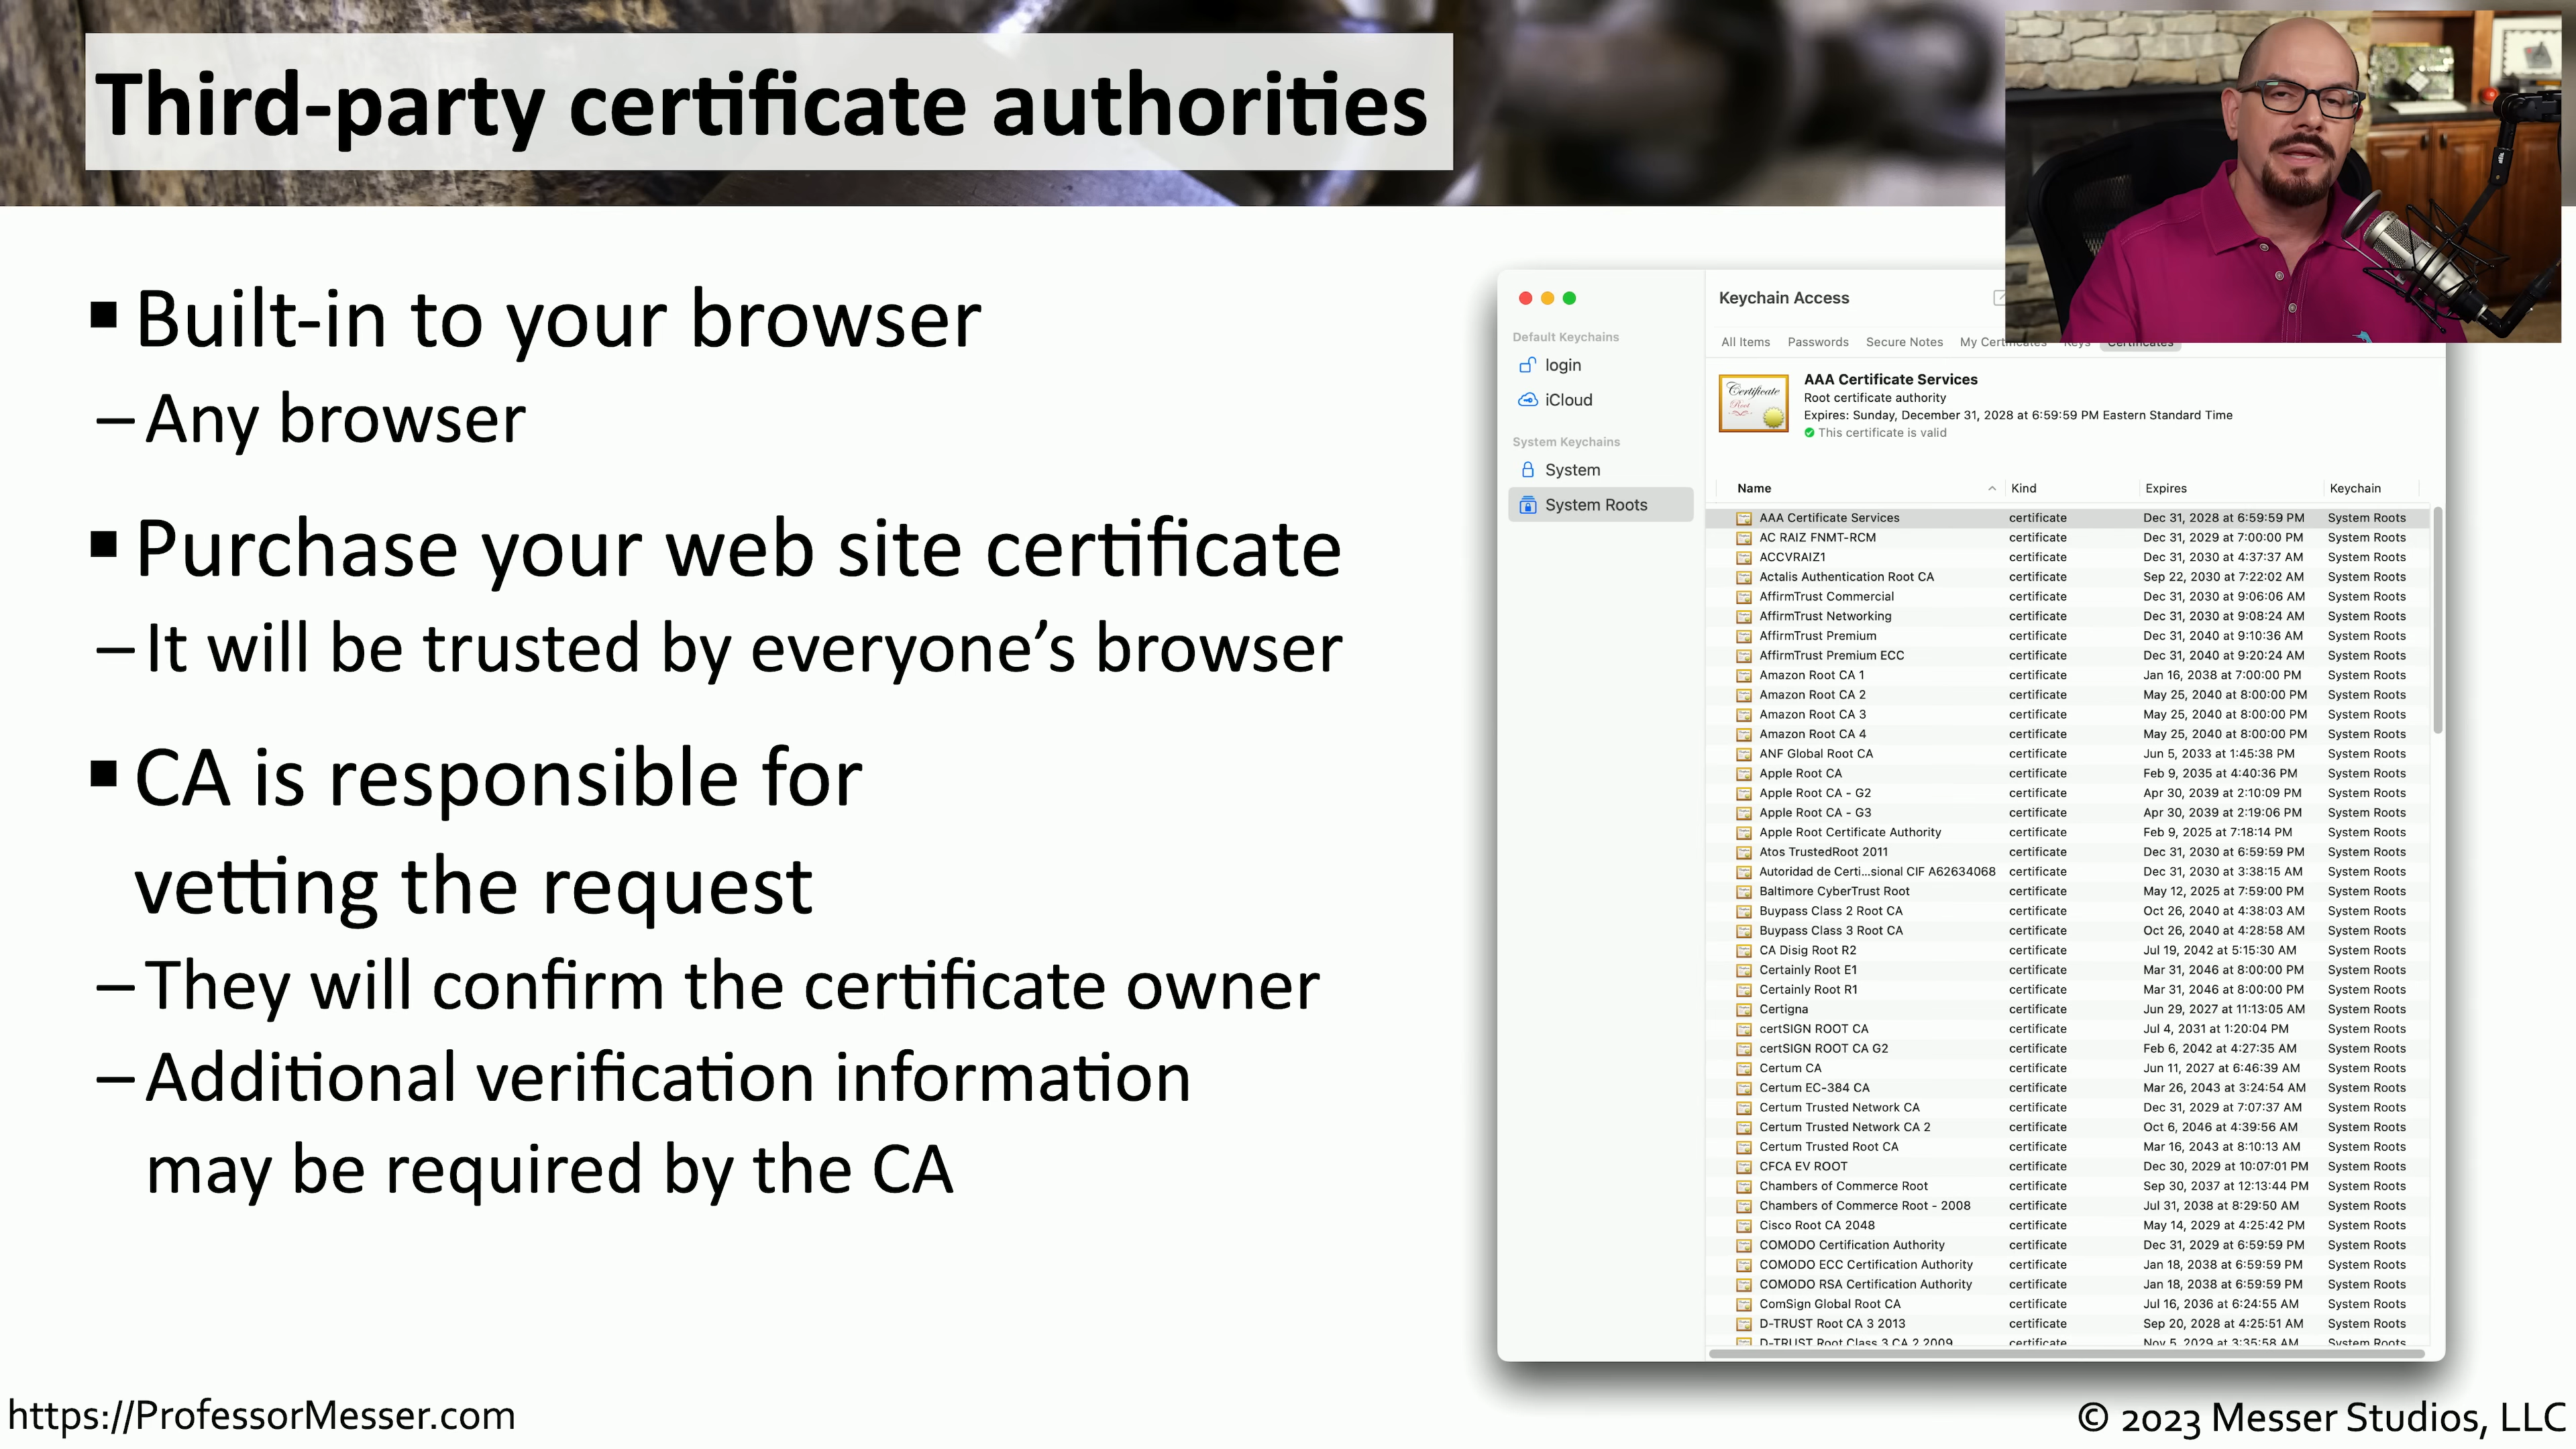 Third-party certificate authorities
Built-in to your browser
– Any browser
Purchase your web site certificate
– It will be trusted by everyone's browser
CA is responsible for
vetting the request
– They will confirm the certificate owner
– Additional verification information
may be required by the CA
Keychain Access
Default Keychains
login
iCloud
System Keychains
System
System Roots
All Items Passwords Secure Notes My Certificates Keys Certificates
AAA Certificate Services
Root certificate authority
Expires: Sunday, December 31, 2028 at 6:59:59 PM Eastern Standard Time
This certificate is valid
Name Kind Expires Keychain
AAA Certificate Services certificate Dec 31, 2028 at 6:59:59 PM System Roots
AC RAIZ FNMT-RCM certificate Dec 31, 2029 at 7:00:00 PM System Roots
ACCVRAIZ1 certificate Dec 31, 2030 at 4:37:37 AM System Roots
Actalis Authentication Root CA certificate Sep 22, 2030 at 7:22:02 AM System Roots
AffirmTrust Commercial certificate Dec 31, 2030 at 9:06:06 AM System Roots
AffirmTrust Networking certificate Dec 31, 2030 at 9:08:24 AM System Roots
AffirmTrust Premium certificate Dec 31, 2040 at 9:10:36 AM System Roots
AffirmTrust Premium ECC certificate Dec 31, 2040 at 9:20:24 AM System Roots
Amazon Root CA 1 certificate Jan 16, 2038 at 7:00:00 PM System Roots
Amazon Root CA 2 certificate May 25, 2040 at 8:00:00 PM System Roots
Amazon Root CA 3 certificate May 25, 2040 at 8:00:00 PM System Roots
Amazon Root CA 4 certificate May 25, 2040 at 8:00:00 PM System Roots
ANF Global Root CA certificate Jun 5, 2033 at 1:45:38 PM System Roots
Apple Root CA certificate Feb 9, 2035 at 4:40:36 PM System Roots
Apple Root CA - G2 certificate Apr 30, 2039 at 2:10:09 PM System Roots
Apple Root CA - G3 certificate Apr 30, 2039 at 2:19:06 PM System Roots
Apple Root Certificate Authority certificate Feb 9, 2025 at 7:18:14 PM System Roots
Atos TrustedRoot 2011 certificate Dec 31, 2030 at 6:59:59 PM System Roots
Autoridad de Certi...sional CIF A62634068 certificate Dec 31, 2030 at 3:38:15 AM System Roots
Baltimore CyberTrust Root certificate May 12, 2025 at 7:59:00 PM System Roots
Buypass Class 2 Root CA certificate Oct 26, 2040 at 4:38:03 AM System Roots
Buypass Class 3 Root CA certificate Oct 26, 2040 at 4:28:58 AM System Roots
CA Disig Root R2 certificate Jul 19, 2042 at 5:15:30 AM System Roots
Certainly Root E1 certificate Mar 31, 2046 at 8:00:00 PM System Roots
Certainly Root R1 certificate Mar 31, 2046 at 8:00:00 PM System Roots
Certigna certificate Jun 29, 2027 at 11:13:05 AM System Roots
certSIGN ROOT CA certificate Jul 4, 2031 at 1:20:04 PM System Roots
certSIGN ROOT CA G2 certificate Feb 6, 2042 at 4:27:35 AM System Roots
Certum CA certificate Jun 11, 2027 at 6:46:39 AM System Roots
Certum EC-384 CA certificate Mar 26, 2043 at 3:24:54 AM System Roots
Certum Trusted Network CA certificate Dec 31, 2029 at 7:07:37 AM System Roots
Certum Trusted Network CA 2 certificate Oct 6, 2046 at 4:39:56 AM System Roots
Certum Trusted Root CA certificate Mar 16, 2043 at 8:10:13 AM System Roots
CFCA EV ROOT certificate Dec 30, 2029 at 10:07:01 PM System Roots
Chambers of Commerce Root certificate Sep 30, 2037 at 12:13:44 PM System Roots
Chambers of Commerce Root - 2008 certificate Jul 31, 2038 at 8:29:50 AM System Roots
Cisco Root CA 2048 certificate May 14, 2029 at 4:25:42 PM System Roots
COMODO Certification Authority certificate Dec 31, 2029 at 6:59:59 PM System Roots
COMODO ECC Certification Authority certificate Jan 18, 2038 at 6:59:59 PM System Roots
COMODO RSA Certification Authority certificate Jan 18, 2038 at 6:59:59 PM System Roots
ComSign Global Root CA certificate Jul 16, 2036 at 6:24:55 AM System Roots
D-TRUST Root CA 3 2013 certificate Sep 20, 2028 at 4:25:51 AM System Roots
D-TRUST Root Class 3 CA 2 2009 certificate Nov 5, 2029 at 3:35:58 AM System Roots
https://ProfessorMesser.com
© 2023 Messer Studios, LLC